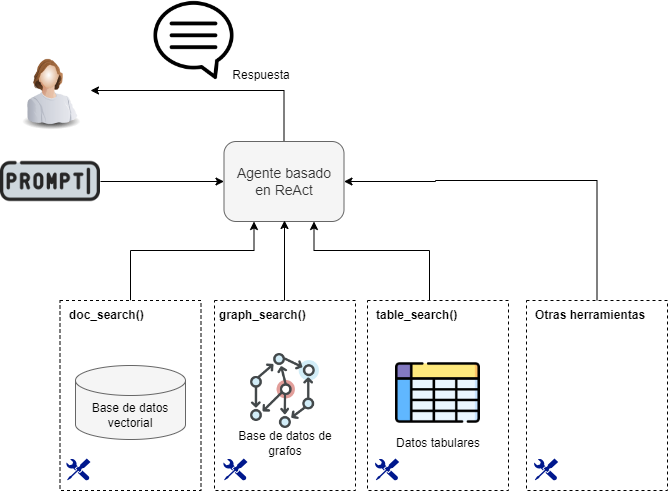 Respuesta
PROMPT
Agente basado
en ReAct
doc_search()
graph_search()
table_search()
Otras herramientas
Base de datos
vectorial
Base de datos de
grafos
Datos tabulares